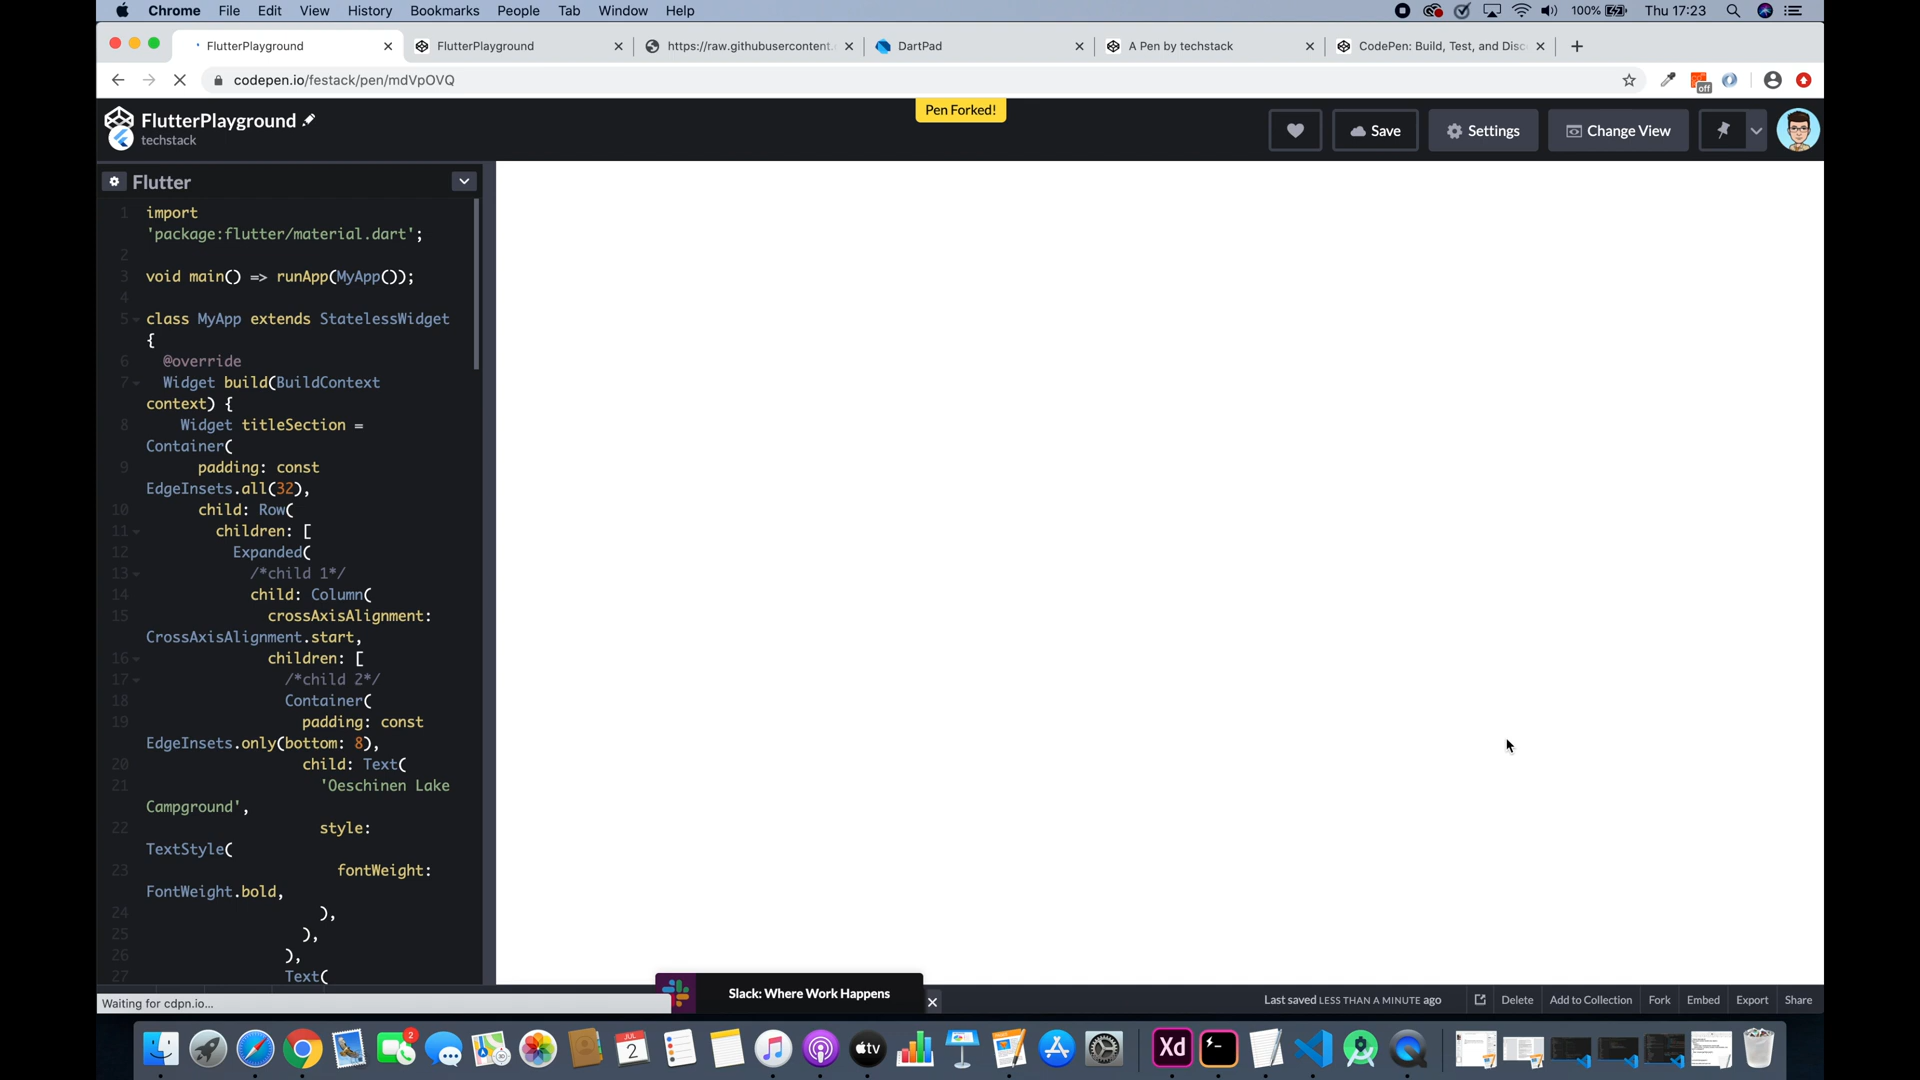 Chrome File Edit View History Bookmarks People Tab Window Help 100% Thu 17:23
FlutterPlayground FlutterPlayground https://raw.githubusercontent. DartPad A Pen by techstack CodePen: Build, Test, and Disc
codepen.io/festack/pen/mdVpOVQ off
Pen Forked!
FlutterPlayground
techstack
Save Settings Change View
Flutter
1 import
'package:flutter/material.dart';
2
3 void main() => runApp(MyApp());
4
5 class MyApp extends StatelessWidget
{
6 @override
7 Widget build(BuildContext
context) {
8 Widget titleSection =
Container(
9 padding: const
EdgeInsets.all(32),
10 child: Row(
11 children: [
12 Expanded(
13 /*child 1*/
14 child: Column(
15 crossAxisAlignment:
CrossAxisAlignment.start,
16 children: [
17 /*child 2*/
18 Container(
19 padding: const
EdgeInsets.only(bottom: 8),
20 child: Text(
21 'Oeschinen Lake
Campground',
22 style:
TextStyle(
23 fontWeight:
FontWeight.bold,
24 ),
25 ),
26 ),
27 Text(
Waiting for cdpn.io...
Slack: Where Work Happens
Last saved LESS THAN A MINUTE ago Delete Add to Collection Fork Embed Export Share
2 JUL 2 tv Xd